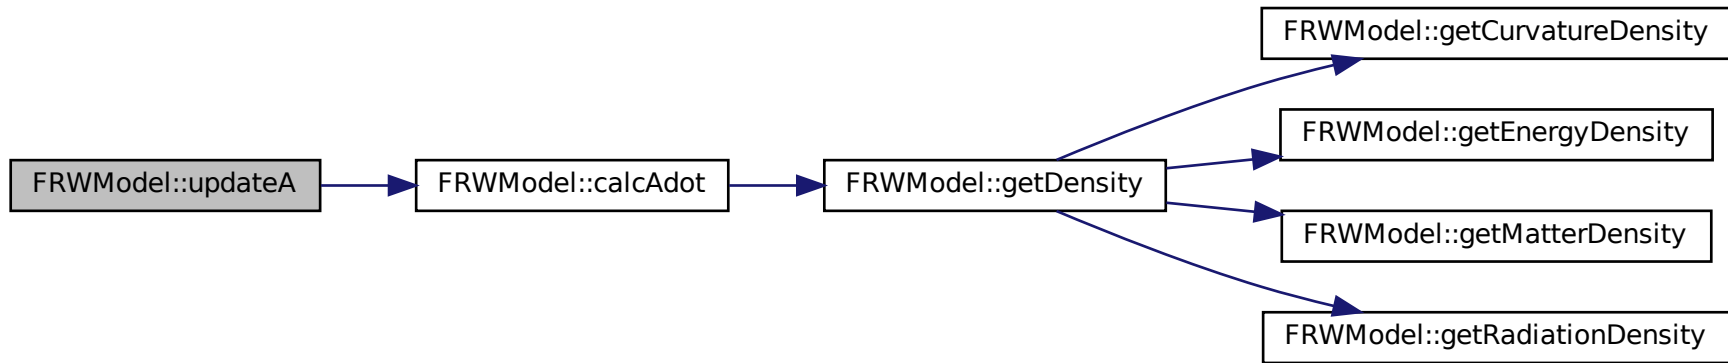 FRWModel::updateA
FRWModel::calcAdot
FRWModel::getDensity
FRWModel::getCurvatureDensity
FRWModel::getEnergyDensity
FRWModel::getMatterDensity
FRWModel::getRadiationDensity